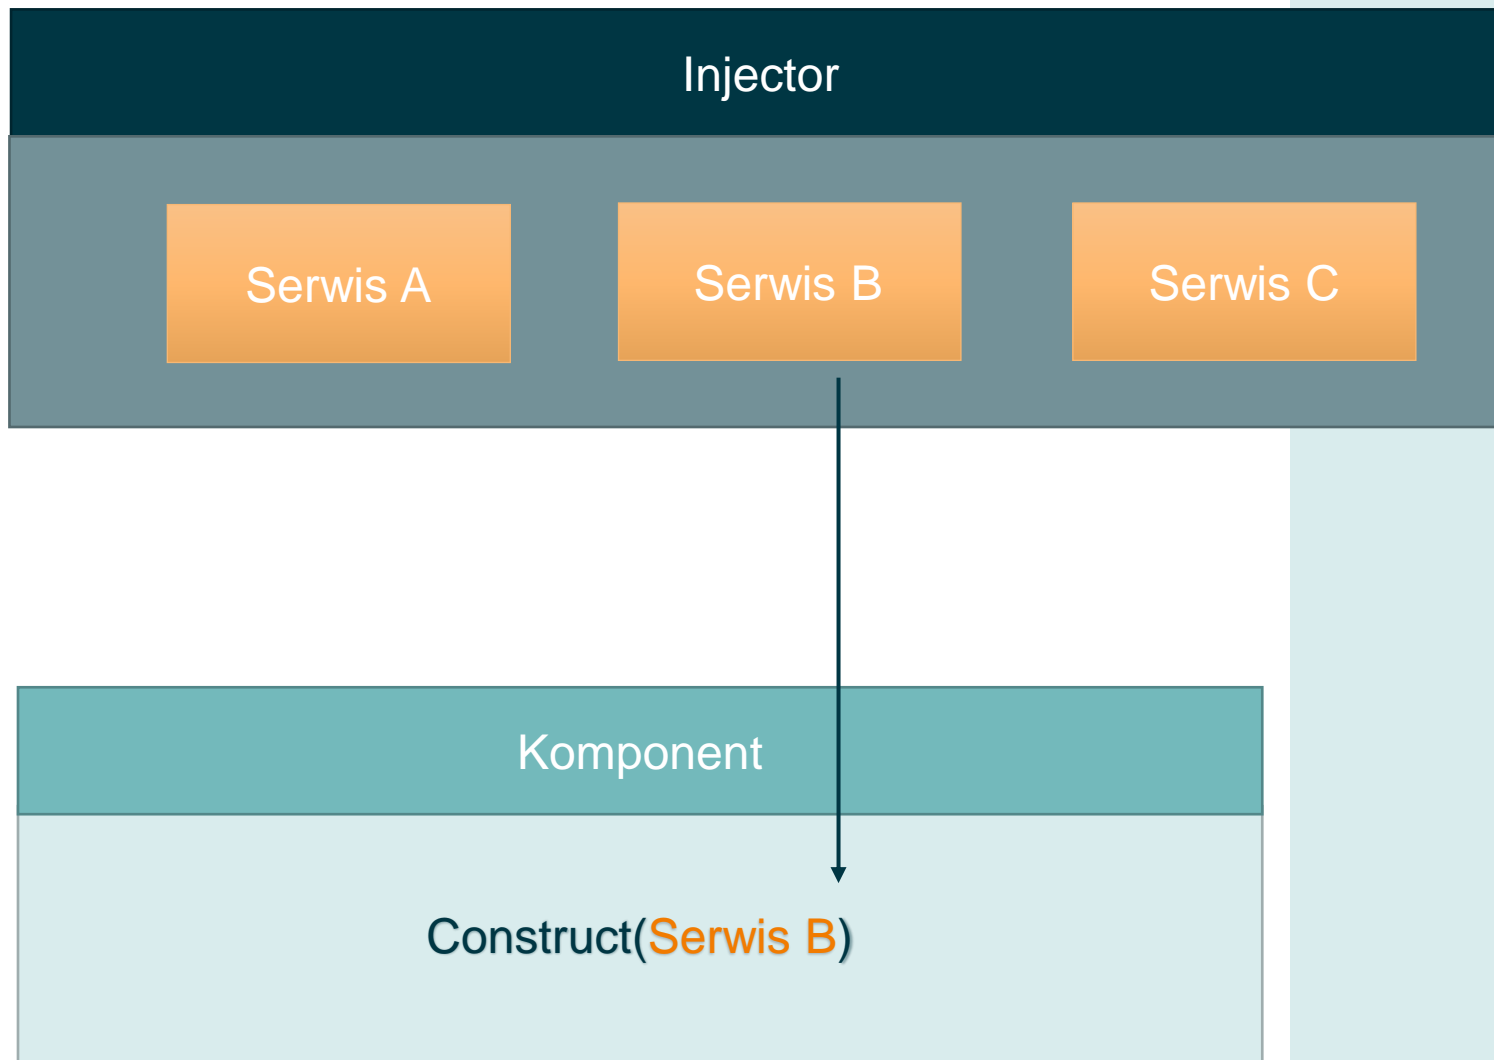 Injector
Serwis A
Serwis B
Serwis C
Komponent
Construct(Serwis B)